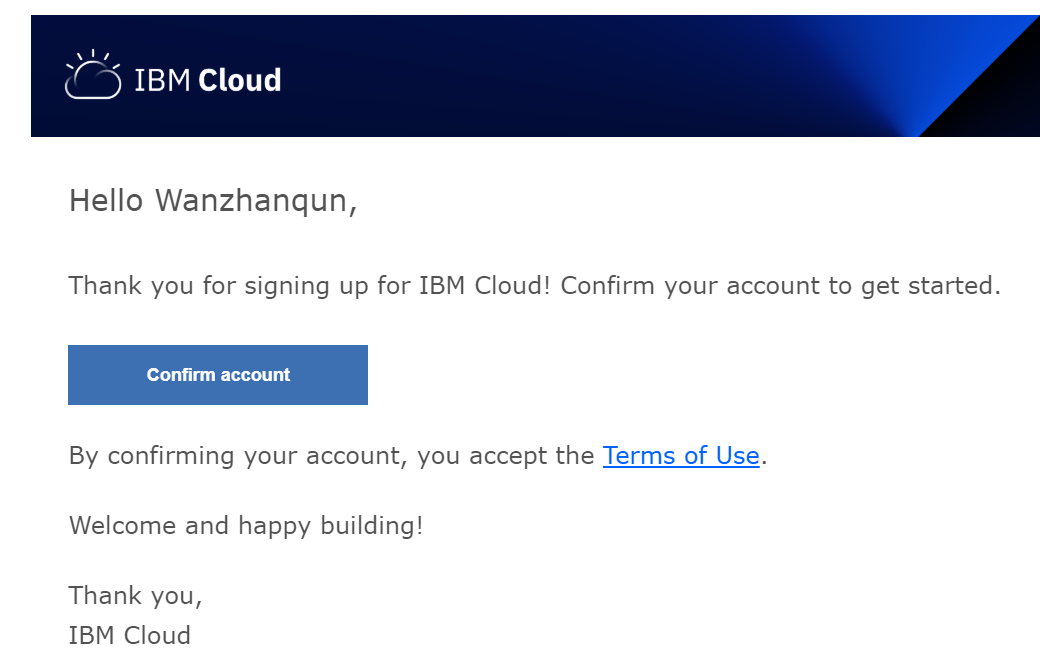 IBM Cloud
Hello Wanzhanqun,
Thank you for signing up for IBM Cloud! Confirm your account to get started.
Confirm account
By confirming your account, you accept the Terms of Use.
Welcome and happy building!
Thank you,
IBM Cloud